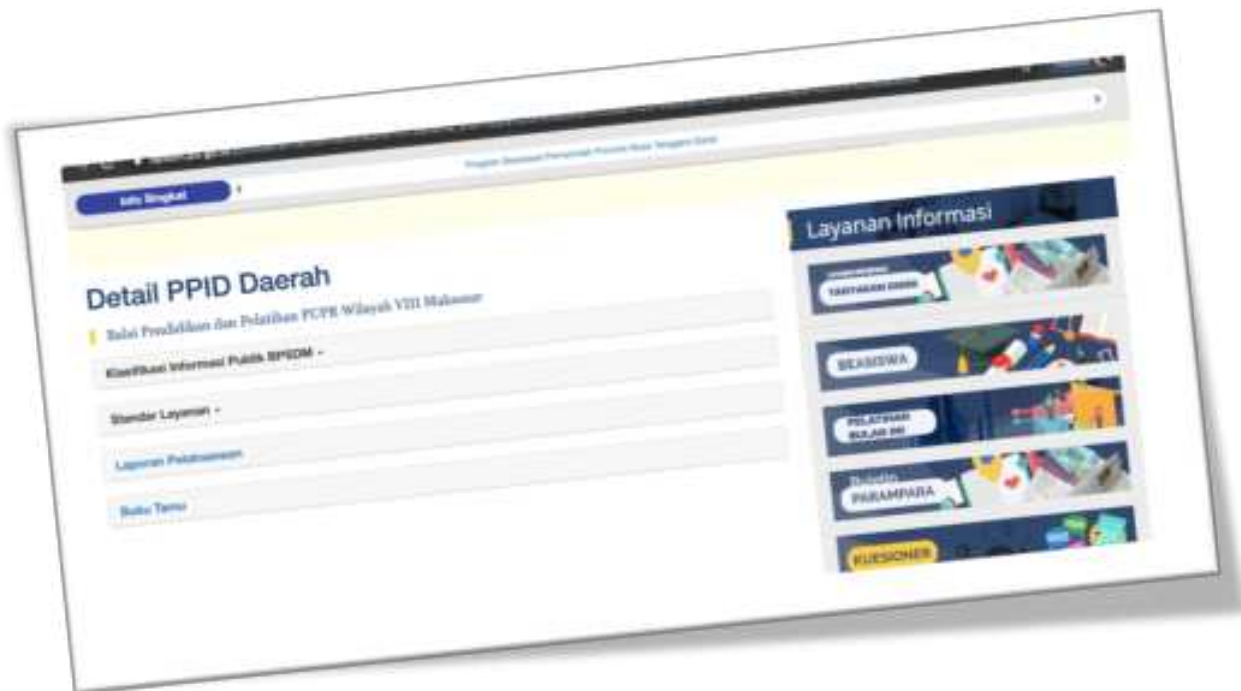 Info Singkat
Detail PPID Daerah
Balai Pendidikan dan Pelatihan PUPR Wilayah VIII Makassar
Klasifikasi Informasi Publik BPSDM
Standar Layanan
Laporan Pelaksanaan
Buku Tamu
Layanan Informasi
BEASISWA
PELATIHAN
BULAN INI
Buletin
PARAMPARA
KUESIONER